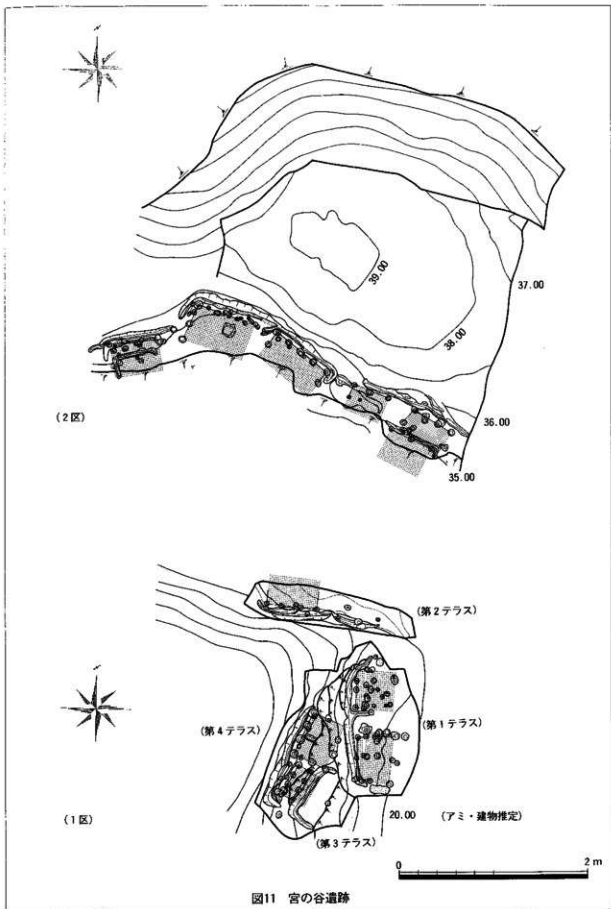 39.00
37.00
38.00
36.00
35.00
(2区)
(第2テラス)
(第1テラス)
(第4テラス)
(第3テラス)
20.00
(アミ・建物推定)
(1区)
0
2 m
図11 宮の谷遺跡